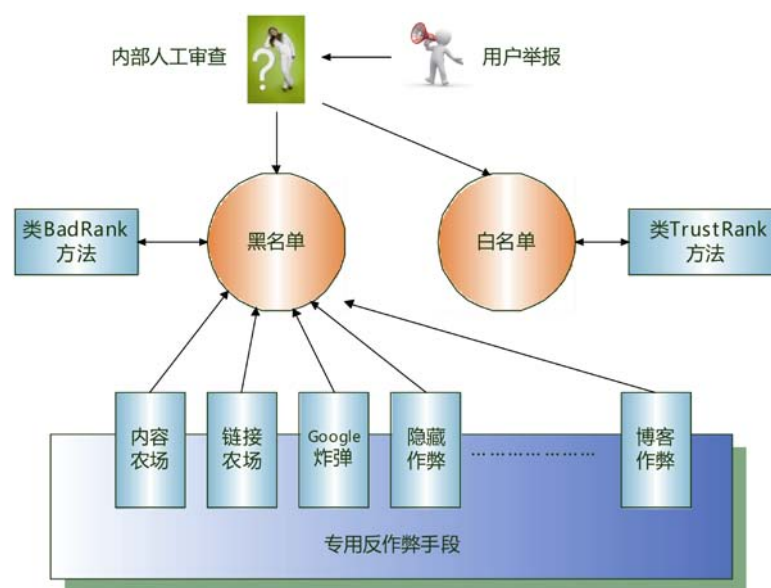 内部人工审查
用户举报
类BadRank
方法
黑名单
白名单
类TrustRank
方法
内容
农场
链接
农场
Google
炸弹
隐藏
作弊
…………………
博客
作弊
专用反作弊手段